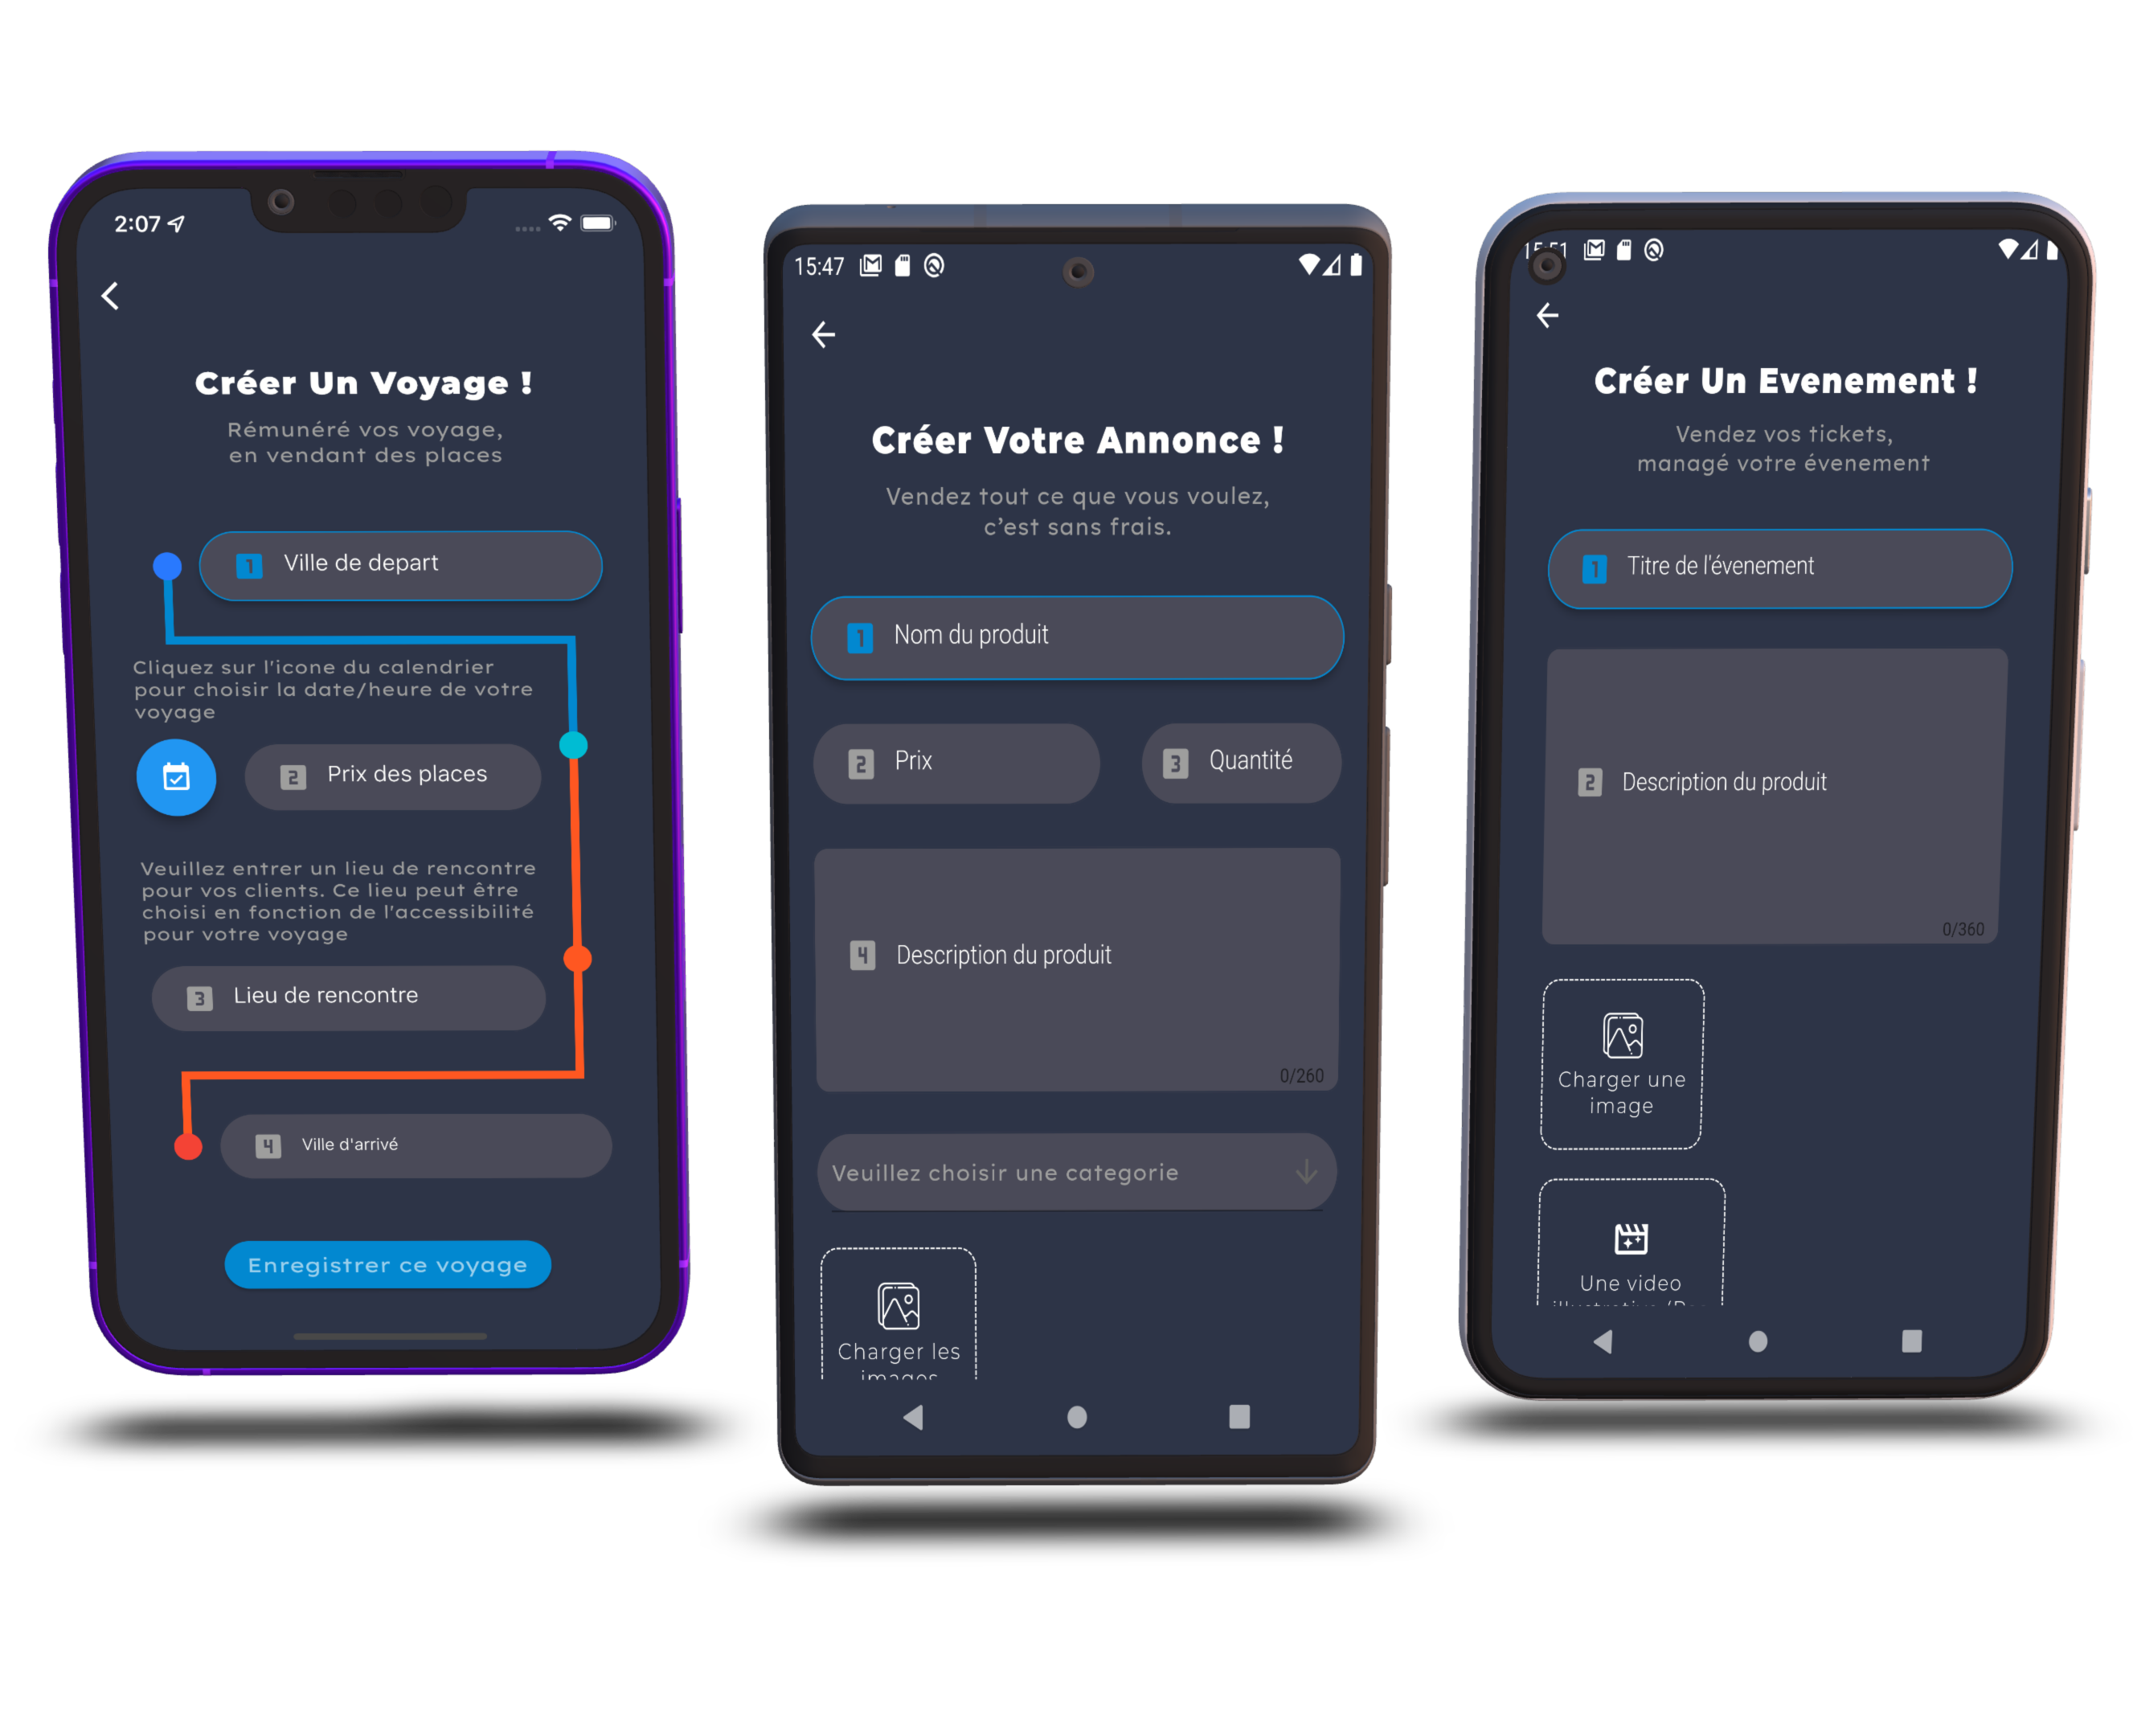 2:07
Créer Un Voyage !
Rémunéré vos voyage,
en vendant des places
1 Ville de depart
Cliquez sur l'icone du calendrier
pour choisir la date/heure de votre
voyage
2 Prix des places
Veuillez entrer un lieu de rencontre
pour vos clients. Ce lieu peut être
choisi en fonction de l'accessibilité
pour votre voyage
3 Lieu de rencontre
4 Ville d'arrivé
Enregistrer ce voyage
15:47
Créer Votre Annonce !
Vendez tout ce que vous voulez,
c’est sans frais.
1 Nom du produit
2 Prix
3 Quantité
4 Description du produit
0/260
Veuillez choisir une categorie
Charger les
images
15:51
Créer Un Evenement !
Vendez vos tickets,
managé votre évenement
1 Titre de l'évenement
2 Description du produit
0/360
Charger une
image
Une video